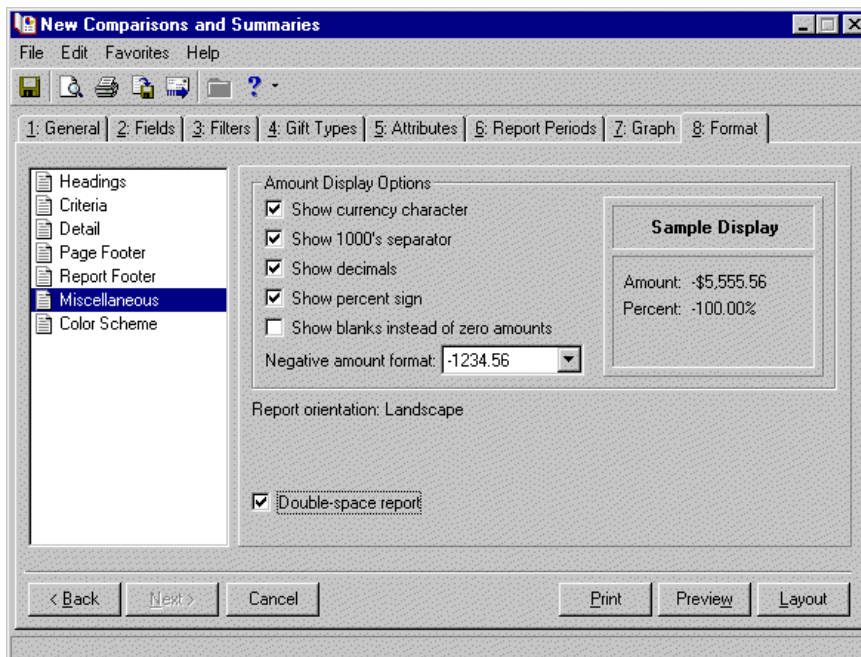 New Comparisons and Summaries
File Edit Favorites Help
1: General 2: Fields 3: Filters 4: Gift Types 5: Attributes 6: Report Periods 7: Graph 8: Format
Headings
Criteria
Detail
Page Footer
Report Footer
Miscellaneous
Color Scheme
Amount Display Options
Show currency character
Show 1000's separator
Show decimals
Show percent sign
Show blanks instead of zero amounts
Negative amount format: -1234.56
Sample Display
Amount: -$5,555.56
Percent: -100.00%
Report orientation: Landscape
Double-space report
< Back Next > Cancel Print Preview Layout